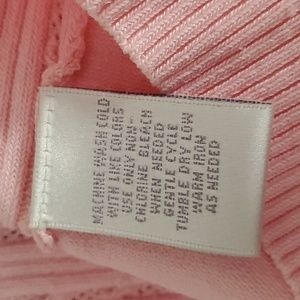 MACHINE WASH COLD
WITH LIKE COLORS
USE ONLY NON-
CHLORINE BLEACH
WHEN NEEDED
GENTLE CYCLE
TUMBLE DRY LOW
WARM IRON
AS NEEDED